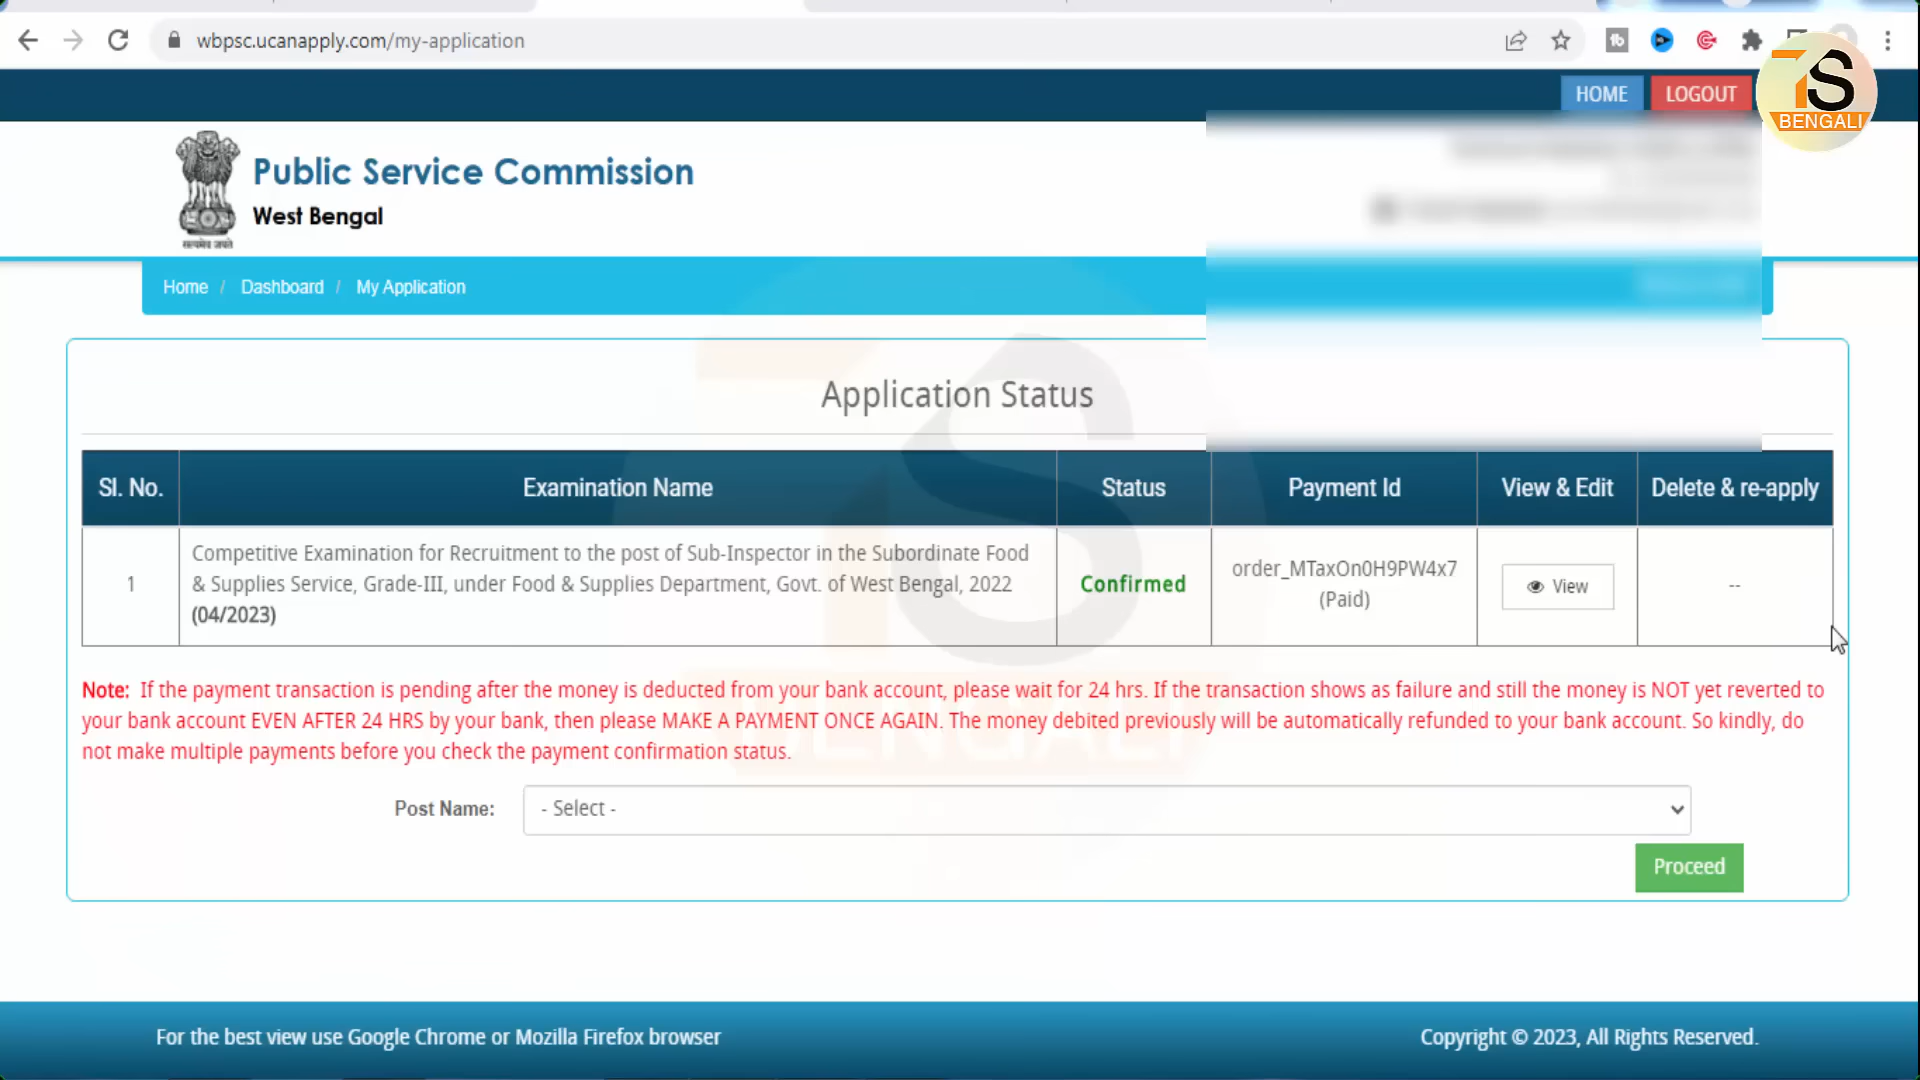 wbpsc.ucanapply.com/my-application
HOME LOGOUT
BENGALI
Public Service Commission
West Bengal
सत्यमेव जयते
Home / Dashboard / My Application
Application Status
Sl. No. Examination Name Status Payment Id View & Edit Delete & re-apply
1 Competitive Examination for Recruitment to the post of Sub-Inspector in the Subordinate Food
& Supplies Service, Grade-III, under Food & Supplies Department, Govt. of West Bengal, 2022
(04/2023)
Confirmed
order_MTaxOn0H9PW4x7
(Paid)
View
--
Note: If the payment transaction is pending after the money is deducted from your bank account, please wait for 24 hrs. If the transaction shows as failure and still the money is NOT yet reverted to
your bank account EVEN AFTER 24 HRS by your bank, then please MAKE A PAYMENT ONCE AGAIN. The money debited previously will be automatically refunded to your bank account. So kindly, do
not make multiple payments before you check the payment confirmation status.
Post Name: - Select -
Proceed
For the best view use Google Chrome or Mozilla Firefox browser
Copyright © 2023, All Rights Reserved.